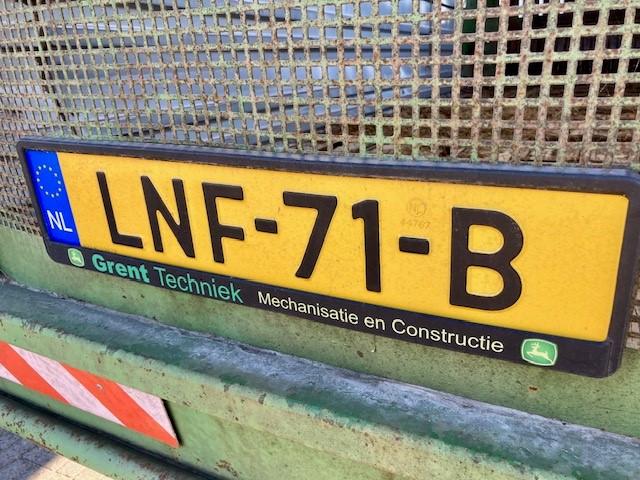 NL
LNF-71-B
Grent Techniek Mechanisatie en Constructie